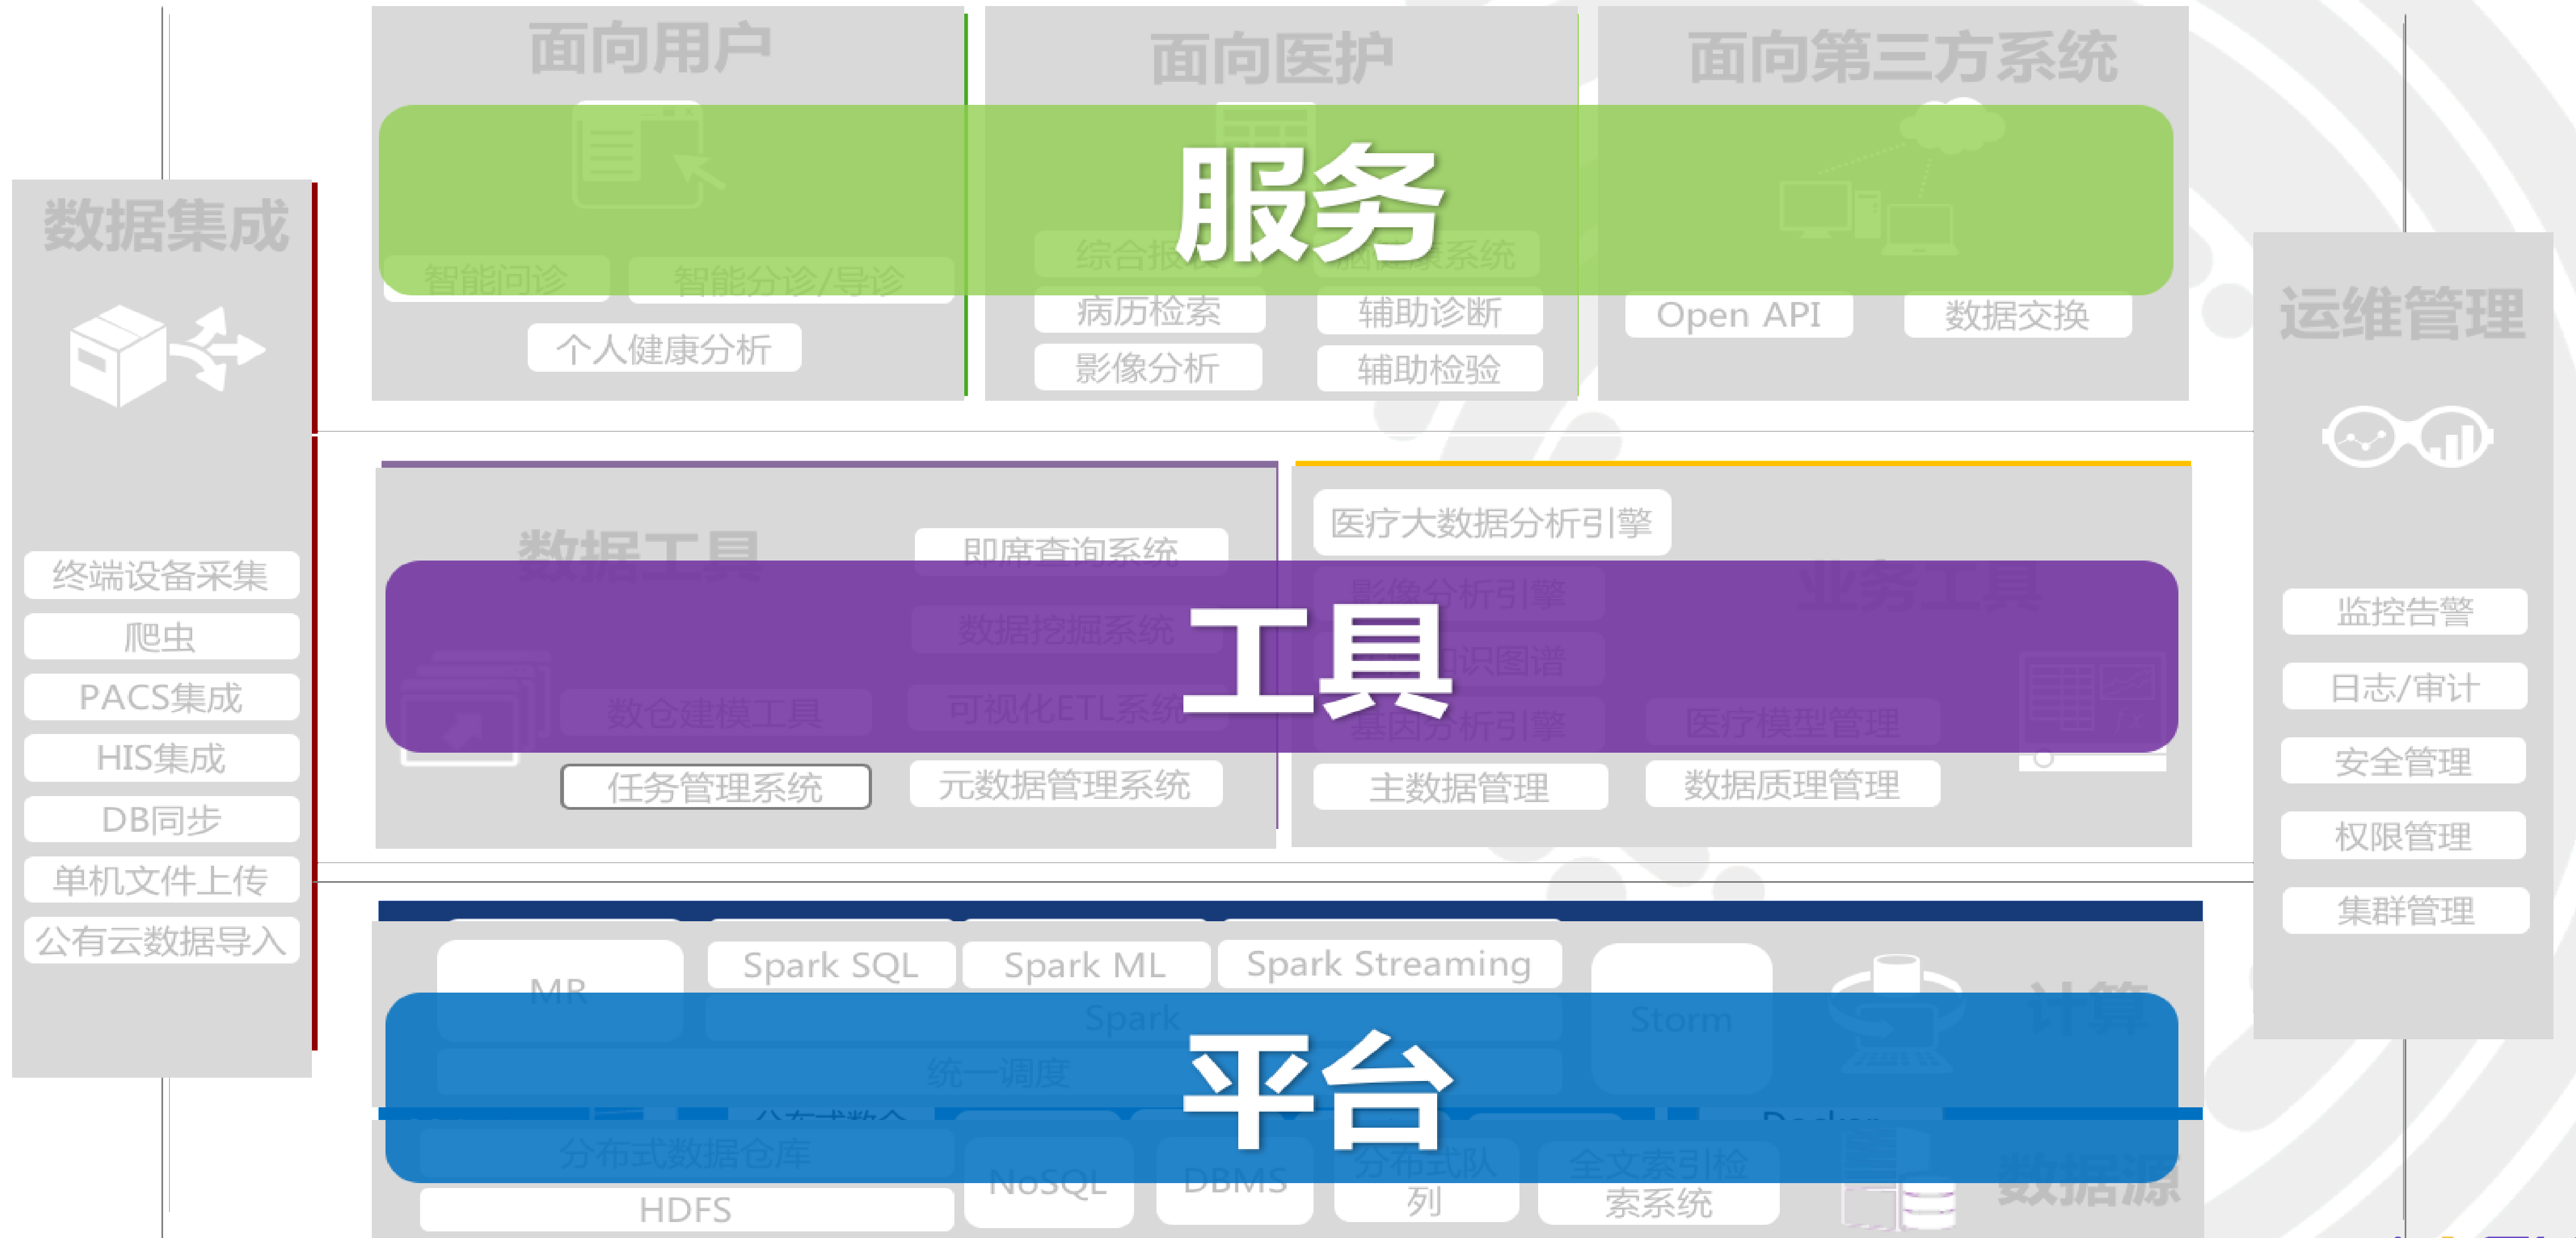 数据集成
终端设备采集
爬虫
PACS集成
HIS集成
DB同步
单机文件上传
公有云数据导入
面向用户
智能问诊
智能分诊/导诊
个人健康分析
面向医护
综合报表
脑健康系统
病历检索
辅助诊断
影像分析
辅助检验
面向第三方系统
Open API
数据交换
服务
数据工具
即席查询系统
数据挖掘系统
数仓建模工具
可视化ETL系统
任务管理系统
元数据管理系统
医疗大数据分析引擎
影像分析引擎
业务工具
识图谱
基因分析引擎
医疗模型管理
主数据管理
数据质理管理
工具
MR
Spark SQL
Spark ML
Spark Streaming
Spark
Storm
计算
统一调度
平台
分布式数仓
Docker
分布式数据仓库
HDFS
NoSQL
DBMS
分布式队
列
全文索引检
索系统
数据源
运维管理
监控告警
日志/审计
安全管理
权限管理
集群管理